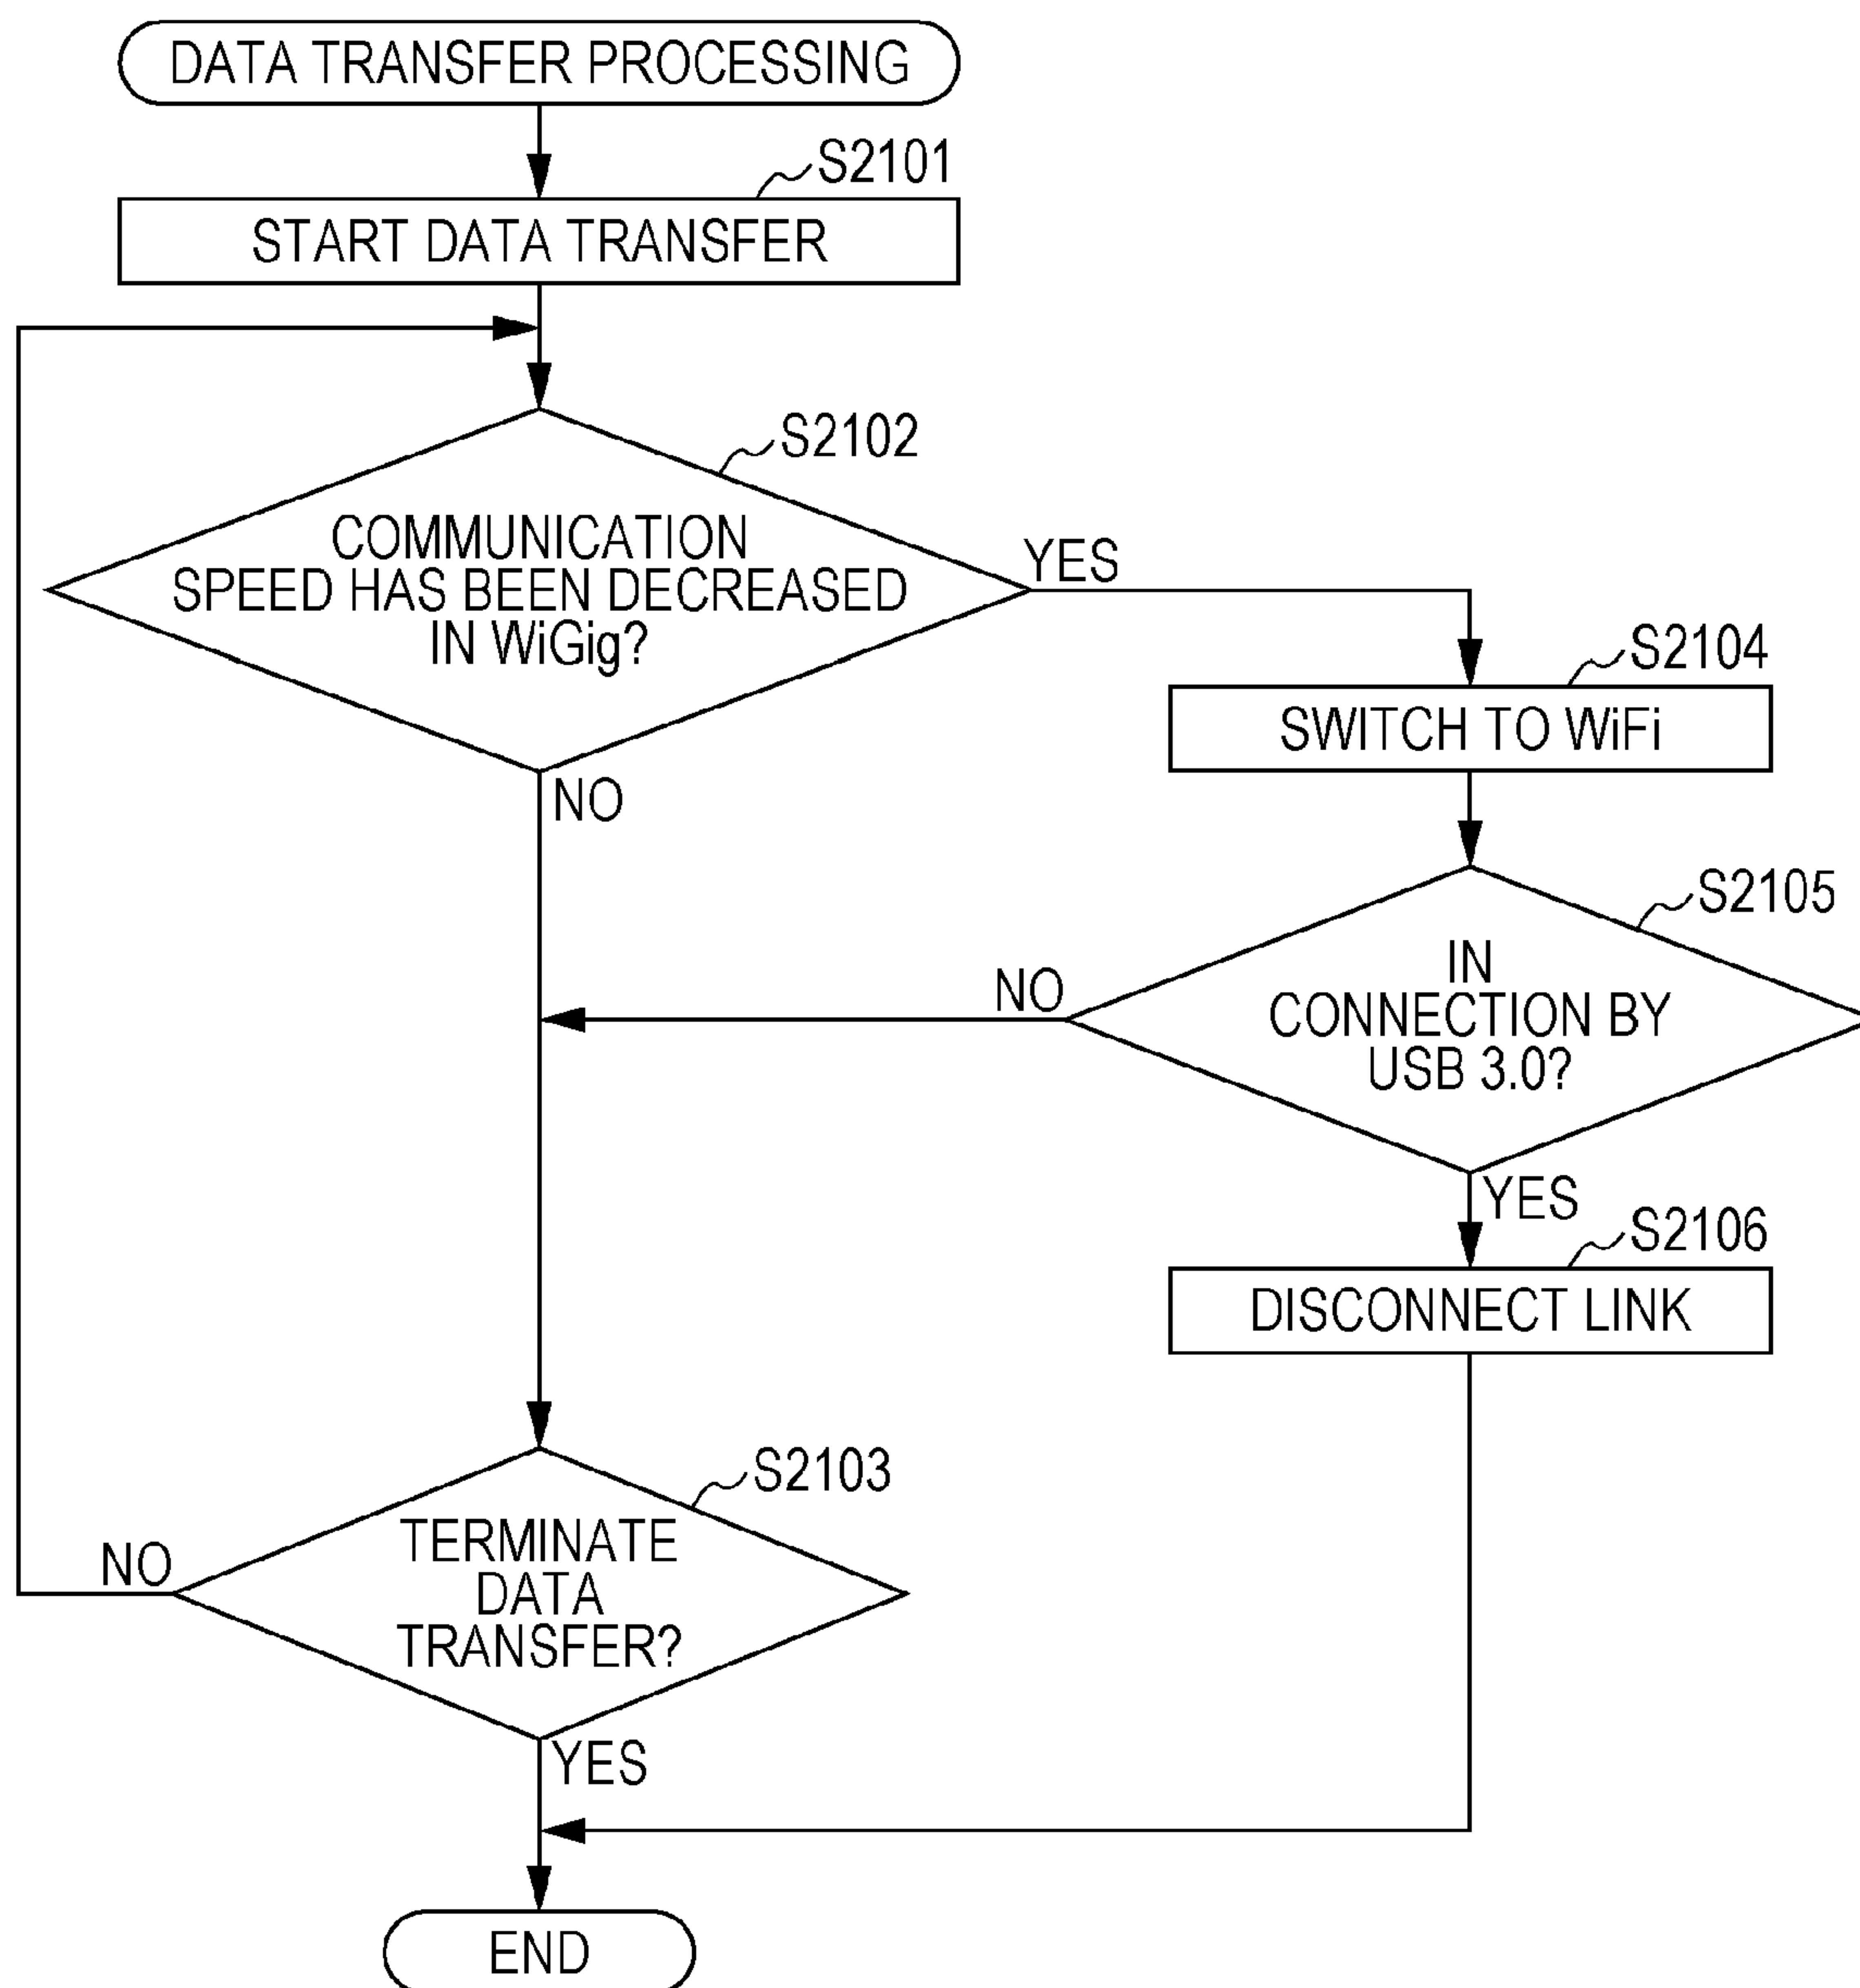 DATA TRANSFER PROCESSING
S2101
START DATA TRANSFER
S2102
COMMUNICATION
SPEED HAS BEEN DECREASED
IN WiGig?
YES
NO
S2104
SWITCH TO WiFi
S2105
IN
CONNECTION BY
USB 3.0?
NO
YES
S2106
DISCONNECT LINK
S2103
TERMINATE
DATA
TRANSFER?
NO
YES
END